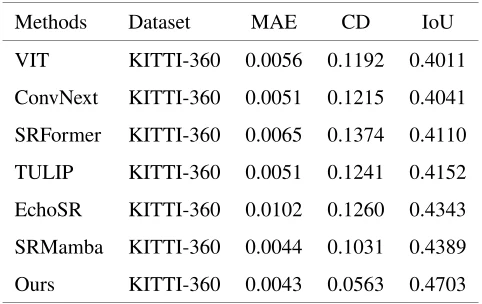 Methods Dataset MAE CD IoU
VIT KITTI-360 0.0056 0.1192 0.4011
ConvNext KITTI-360 0.0051 0.1215 0.4041
SRFormer KITTI-360 0.0065 0.1374 0.4110
TULIP KITTI-360 0.0051 0.1241 0.4152
EchoSR KITTI-360 0.0102 0.1260 0.4343
SRMamba KITTI-360 0.0044 0.1031 0.4389
Ours KITTI-360 0.0043 0.0563 0.4703